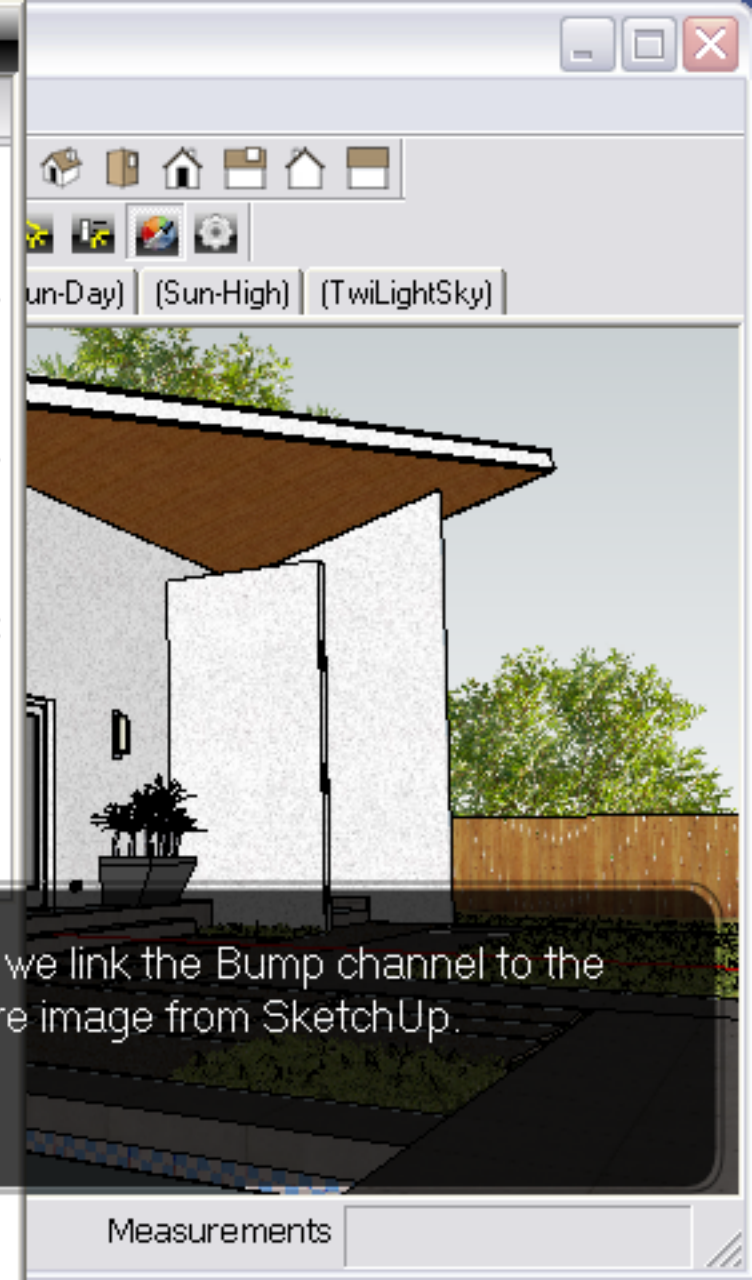 un-Day) (Sun-High) (TwiLightSky)
we link the Bump channel to the
re image from SketchUp.
Measurements